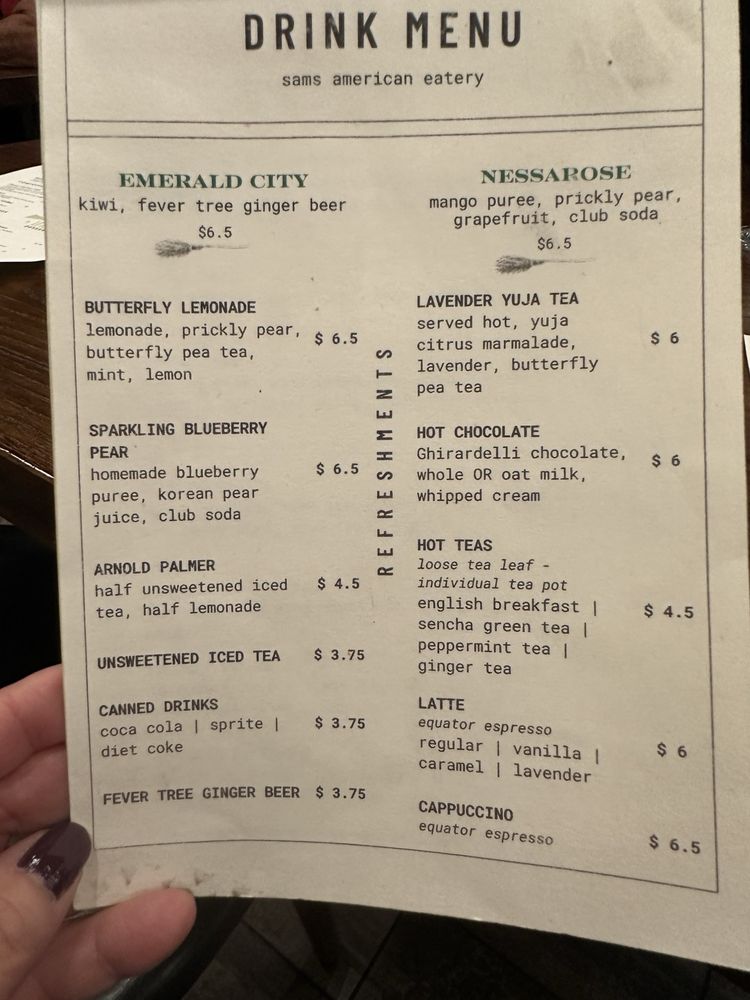 DRINK MENU
sams american eatery
EMERALD CITY
kiwi, fever tree ginger beer
$6.5
NESSAROSE
mango puree, prickly pear,
grapefruit, club soda
$6.5
REFRESHMENTS
BUTTERFLY LEMONADE
lemonade, prickly pear,
butterfly pea tea,
mint, lemon
$ 6.5
SPARKLING BLUEBERRY
PEAR
homemade blueberry
puree, korean pear
juice, club soda
$ 6.5
ARNOLD PALMER
half unsweetened iced
tea, half lemonade
$ 4.5
UNSWEETENED ICED TEA $ 3.75
CANNED DRINKS
coca cola | sprite |
diet coke
$ 3.75
FEVER TREE GINGER BEER $ 3.75
LAVENDER YUJA TEA
served hot, yuja
citrus marmalade,
lavender, butterfly
pea tea
$ 6
HOT CHOCOLATE
Ghirardelli chocolate,
whole OR oat milk,
whipped cream
$ 6
HOT TEAS
loose tea leaf -
individual tea pot
english breakfast |
sencha green tea |
peppermint tea |
ginger tea
$ 4.5
LATTE
equator espresso
regular | vanilla |
caramel | lavender
$ 6
CAPPUCCINO
equator espresso
$ 6.5